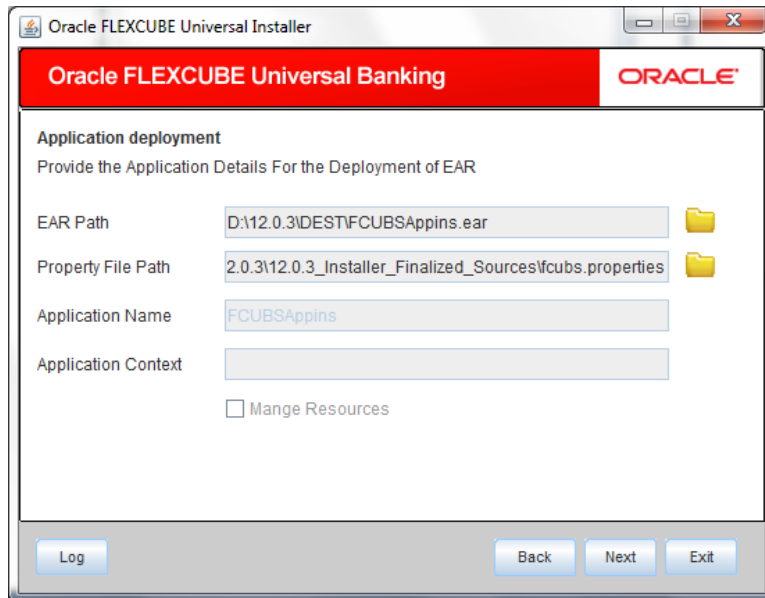 Oracle FLEXCUBE Universal Installer
Oracle FLEXCUBE Universal Banking
ORACLE
Application deployment
Provide the Application Details For the Deployment of EAR
EAR Path D:\12.0.3\DEST\FCUBSAppins.ear
Property File Path 2.0.3\12.0.3_Installer_Finalized_Sources\fcubs.properties
Application Name FCUBSAppins
Application Context
Mange Resources
Log Back Next Exit